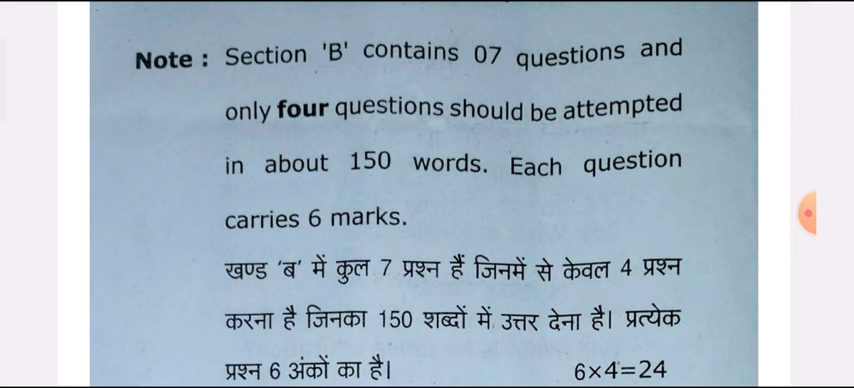 Note : Section 'B' contains 07 questions and
only four questions should be attempted
in about 150 words. Each question
carries 6 marks.
खण्ड 'ब' में कुल 7 प्रश्न हैं जिनमें से केवल 4 प्रश्न
करना है जिनका 150 शब्दों में उत्तर देना है। प्रत्येक
प्रश्न 6 अंकों का है। 6×4=24